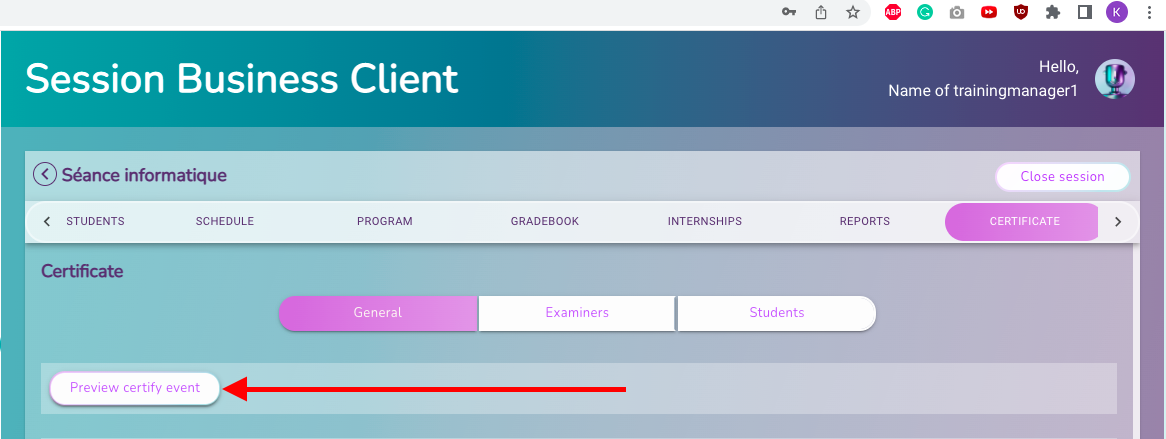 ABP
UO
K
Session Business Client
Hello,
Name of trainingmanager1
Séance informatique
Close session
STUDENTS SCHEDULE PROGRAM GRADEBOOK INTERNSHIPS REPORTS CERTIFICATE
Certificate
General Examiners Students
Preview certify event